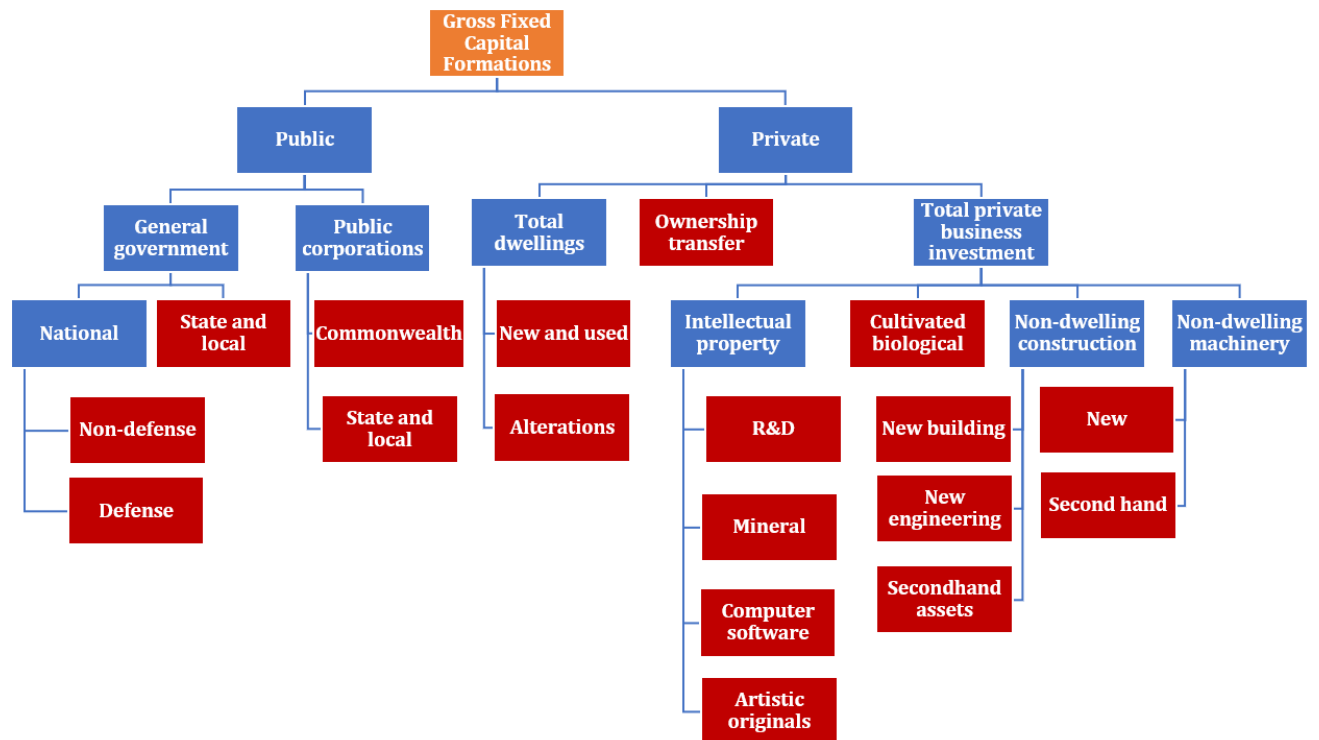 Gross Fixed
Capital
Formations
Public
Private
General
government
Public
corporations
Total
dwellings
Ownership
transfer
Total private
business
investment
National
State and
local
Commonwealth
New and used
Intellectual
property
Cultivated
biological
Non-dwelling
construction
Non-dwelling
machinery
Non-defense
State and
local
Alterations
R&D
New building
New
Defense
Mineral
New
engineering
Second hand
Computer
software
Secondhand
assets
Artistic
originals